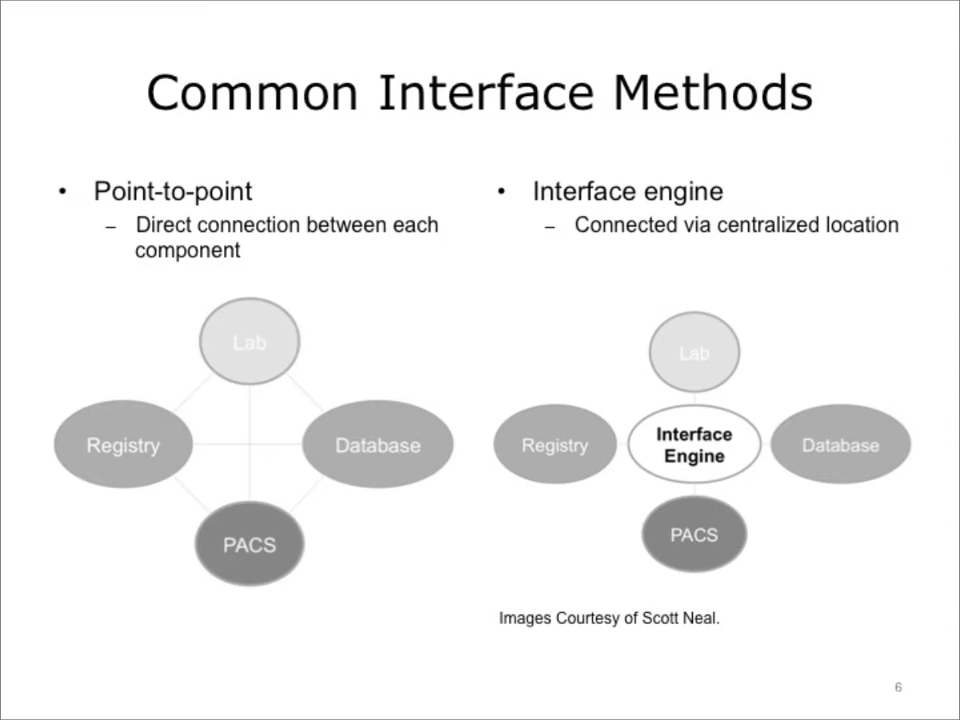 Common Interface Methods
• Point-to-point
– Direct connection between each
component
Lab
Registry
Database
PACS
• Interface engine
– Connected via centralized location
Lab
Registry
Interface
Engine
Database
PACS
Images Courtesy of Scott Neal.
6